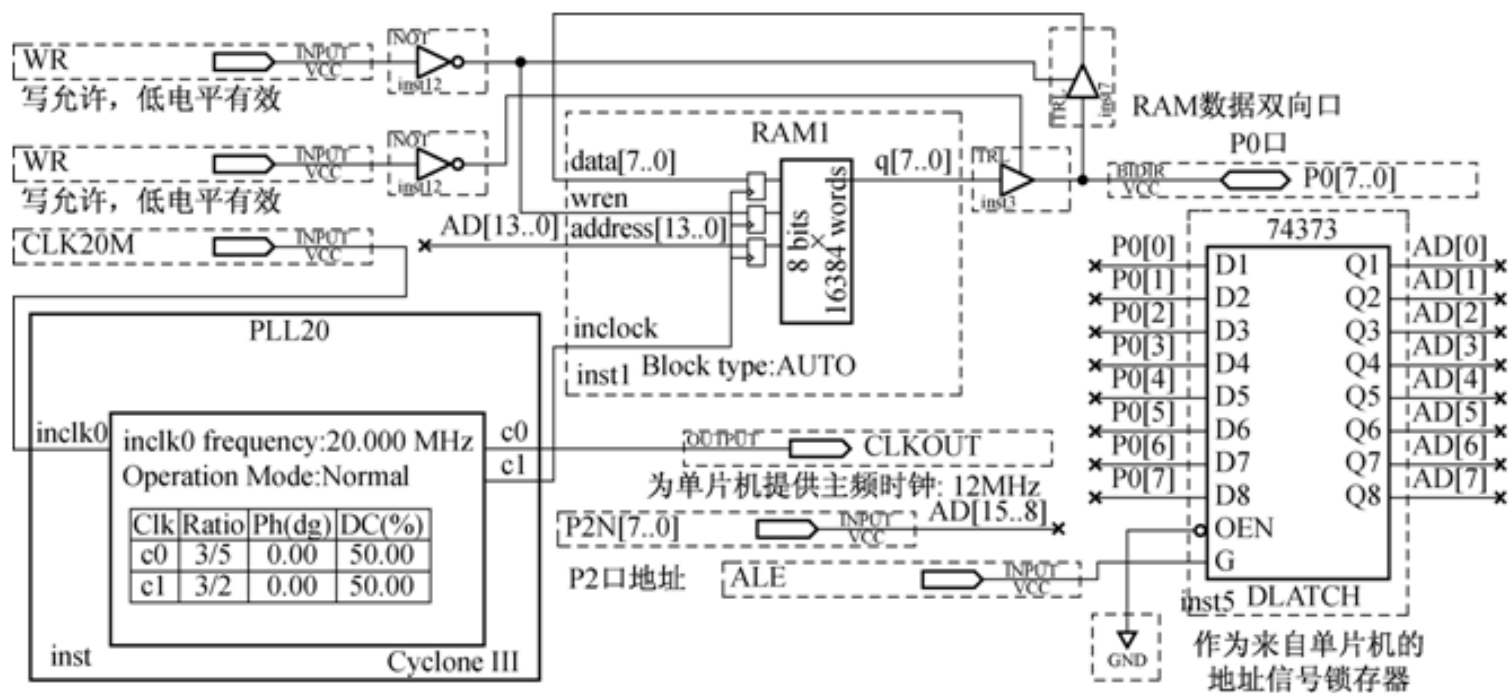 WR
INPUT
VCC
写允许，低电平有效
NOT
inst12
WR
INPUT
VCC
写允许，低电平有效
NOT
inst12
CLK20M
INPUT
VCC
RAM1
data[7..0]
wren
AD[13..0]
address[13..0]
8 bits
×
16384 words
q[7..0]
inclock
inst1
Block type:AUTO
TRI
inst3
TRI
inst7
RAM数据双向口
P0口
BIDIR
VCC
P0[7..0]
PLL20
inclk0
inclk0 frequency:20.000 MHz
Operation Mode:Normal
Clk Ratio Ph(dg) DC(%)
c0 3/5 0.00 50.00
c1 3/2 0.00 50.00
c0
c1
inst
Cyclone III
OUTPUT
CLKOUT
为单片机提供主频时钟: 12MHz
P2N[7..0]
INPUT
VCC
AD[15..8]
P2口地址
ALE
INPUT
VCC
74373
P0[0] D1 Q1 AD[0]
P0[1] D2 Q2 AD[1]
P0[2] D3 Q3 AD[2]
P0[3] D4 Q4 AD[3]
P0[4] D5 Q5 AD[4]
P0[5] D6 Q6 AD[5]
P0[6] D7 Q7 AD[6]
P0[7] D8 Q8 AD[7]
OEN
G
inst5
DLATCH
GND
作为来自单片机的
地址信号锁存器